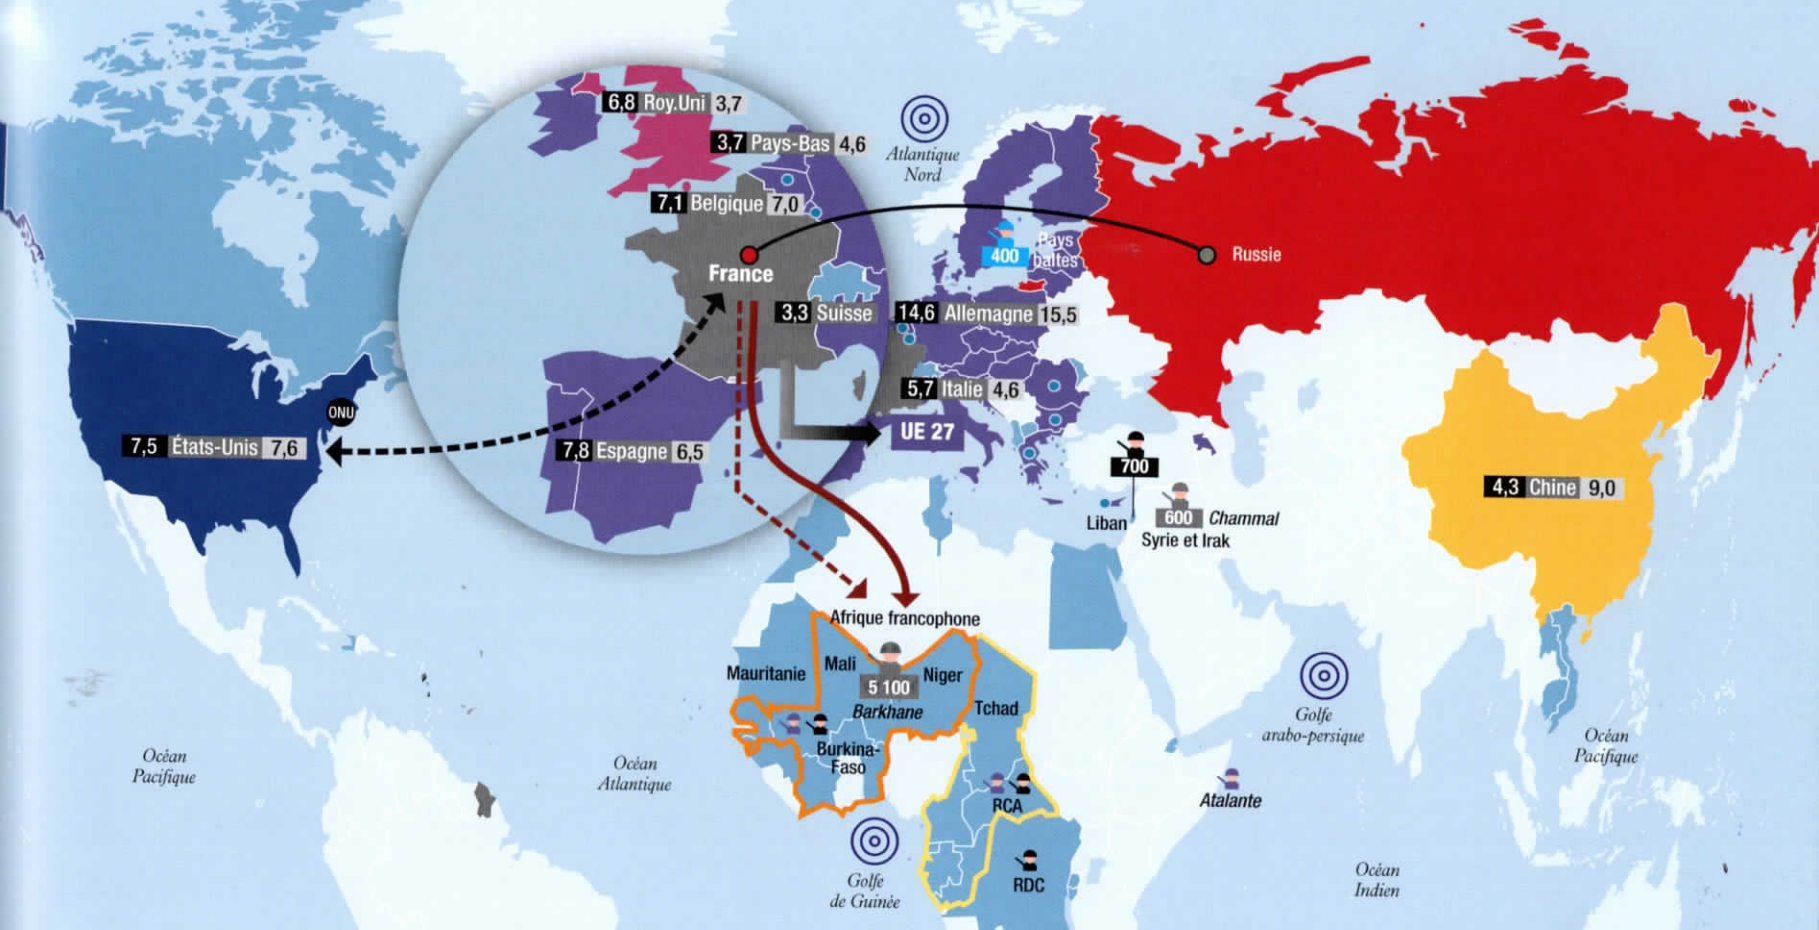 6,8 Roy.Uni 3,7
3,7 Pays-Bas 4,6
Atlantique
Nord
7,1 Belgique 7,0
France
400
Pays
baltes
Russie
3,3 Suisse
14,6 Allemagne 15,5
5,7 Italie 4,6
ONU
UE 27
7,5 États-Unis 7,6
7,8 Espagne 6,5
700
Liban
600 Chammal
Syrie et Irak
4,3 Chine 9,0
Afrique francophone
Mauritanie
Mali
Niger
5 100
Barkhane
Tchad
Burkina-
Faso
Golfe
arabo-persique
Océan
Pacifique
Océan
Atlantique
Océan
Pacifique
RCA
Atalante
RDC
Golfe
de Guinée
Océan
Indien